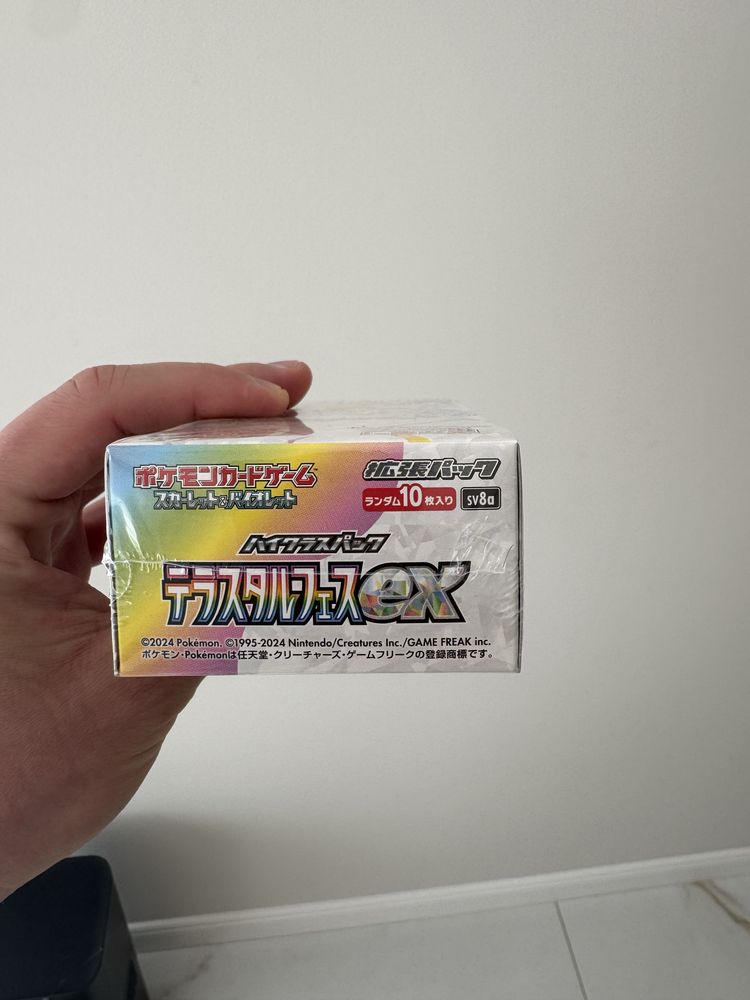 ポケモンカードゲーム
スカーレット&バイオレット
拡張パック
ランダム10枚入り sv8a
ハイクラスパック
テラスタルフェスex
©2024 Pokémon. ©1995-2024 Nintendo/Creatures Inc./GAME FREAK inc.
ポケモン・Pokémonは任天堂・クリーチャーズ・ゲームフリークの登録商標です。